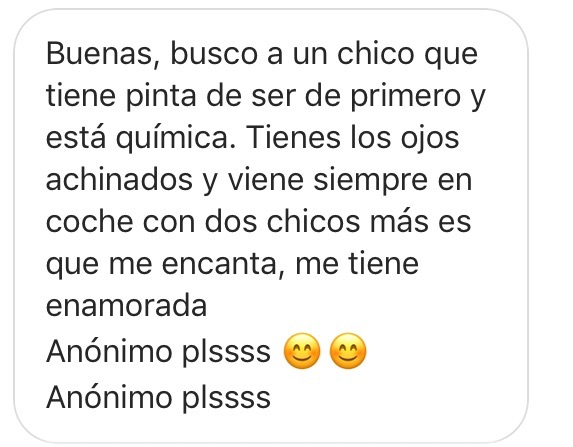 Buenas, busco a un chico que
tiene pinta de ser de primero y
está química. Tienes los ojos
achinados y viene siempre en
coche con dos chicos más es
que me encanta, me tiene
enamorada
Anónimo plssss 😊😊
Anónimo plssss